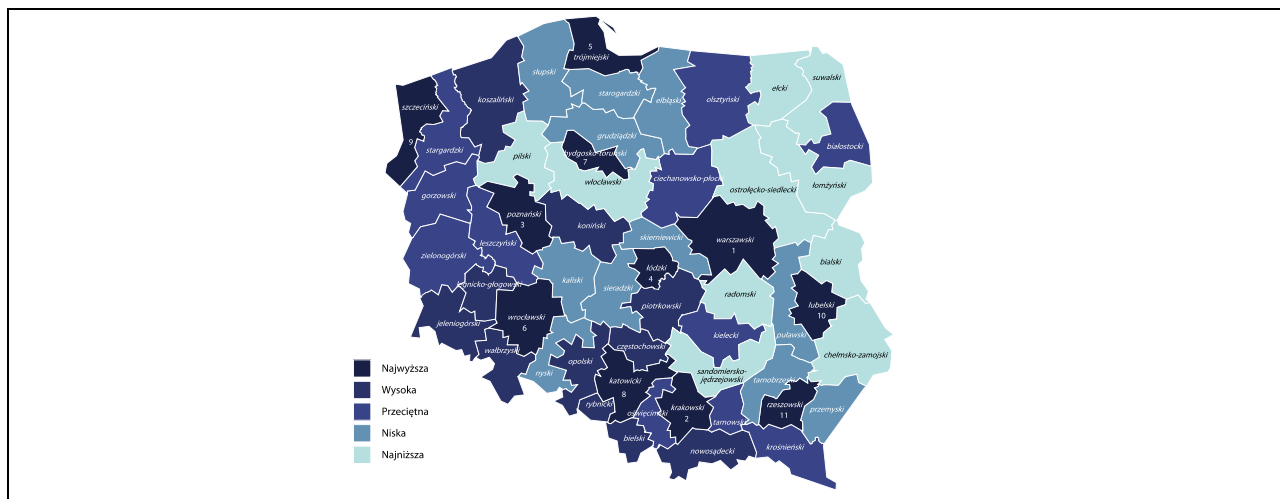 5
trójmiejski
słupski
koszaliński
szczeciński
9
stargardzki
starogardzki
elbląski
olsztyński
ełcki
suwalski
białostocki
grudziądzki
bydgosko-toruński
7
włocławski
pilski
ciechanowsko-płocki
ostrołęcko-siedlecki
łomżyński
gorzowski
poznański
3
koniński
leszczyński
zielonogórski
skierniewicki
warszawski
1
łódzki
4
kaliski
sieradzki
legnicko-głogowski
bialski
radomski
lubelski
10
piotrkowski
wrocławski
6
jeleniogórski
wałbrzyski
kielecki
puławski
częstochowski
opolski
nyski
chełmsko-zamojski
sandomiersko-
jędrzejowski
tarnobrzeski
katowicki
8
rybnicki
oświęcimski
krakowski
2
tarnowski
rzeszowski
11
przemyski
bielski
nowosądecki
krośnieński
Najwyższa
Wysoka
Przeciętna
Niska
Najniższa